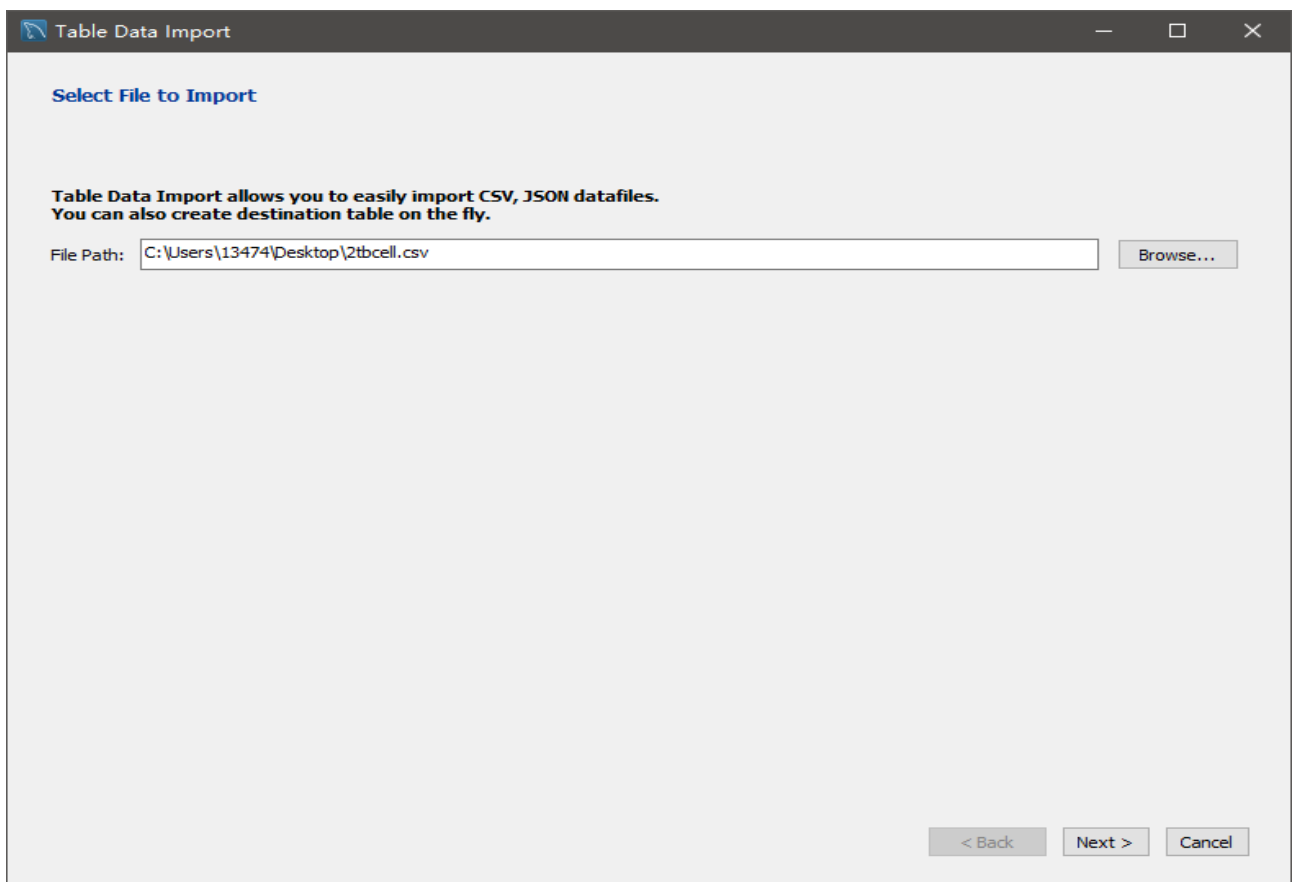 Table Data Import
Select File to Import
Table Data Import allows you to easily import CSV, JSON datafiles.
You can also create destination table on the fly.
File Path: C:\Users\13474\Desktop\2tbcell.csv Browse...
< Back Next > Cancel